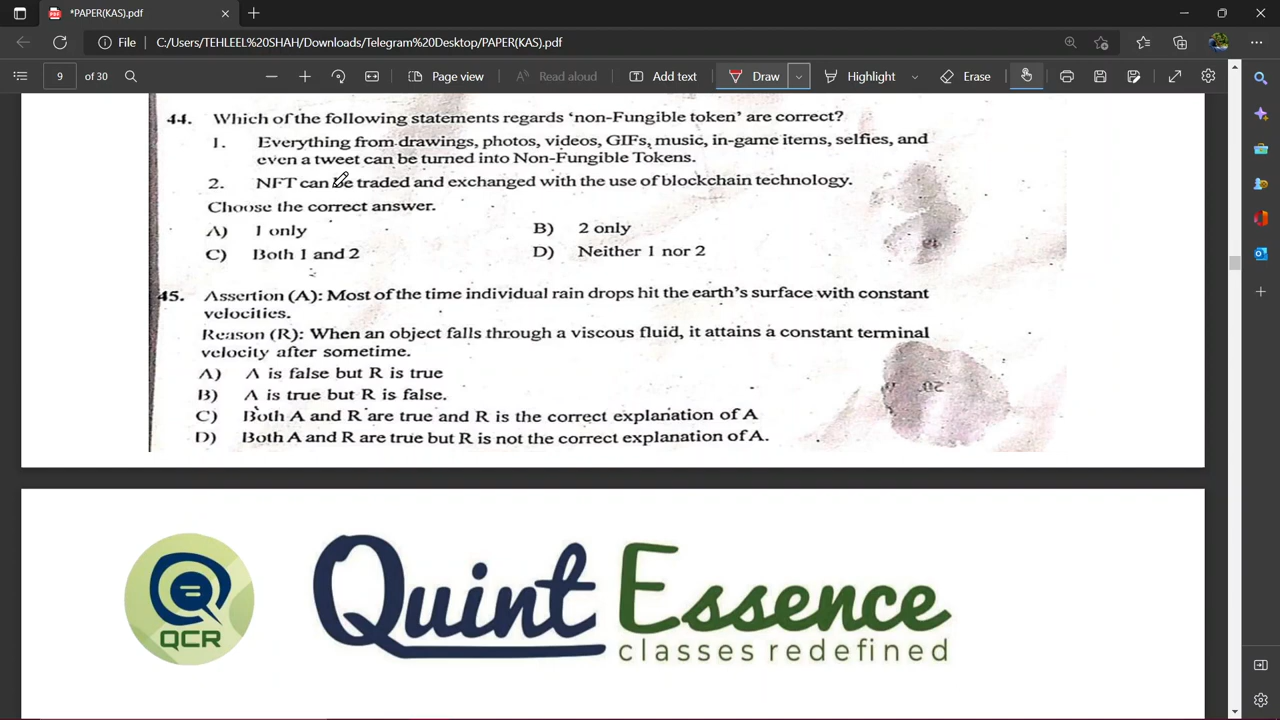 *PAPER(KAS).pdf
File C:/Users/TEHLEEL%20SHAH/Downloads/Telegram%20Desktop/PAPER(KAS).pdf
9 of 30 Page view Read aloud Add text Draw Highlight Erase
44. Which of the following statements regards 'non-Fungible token' are correct?
1. Everything from drawings, photos, videos, GIFs, music, in-game items, selfies, and
even a tweet can be turned into Non-Fungible Tokens.
2. NFT can be traded and exchanged with the use of blockchain technology.
Choose the correct answer.
A) 1 only B) 2 only
C) Both 1 and 2 D) Neither 1 nor 2
45. Assertion (A): Most of the time individual rain drops hit the earth's surface with constant
velocities.
Reason (R): When an object falls through a viscous fluid, it attains a constant terminal
velocity after sometime.
A) A is false but R is true
B) A is true but R is false.
C) Both A and R are true and R is the correct explanation of A
D) Both A and R are true but R is not the correct explanation of A.
QCR
Quint Essence
classes redefined